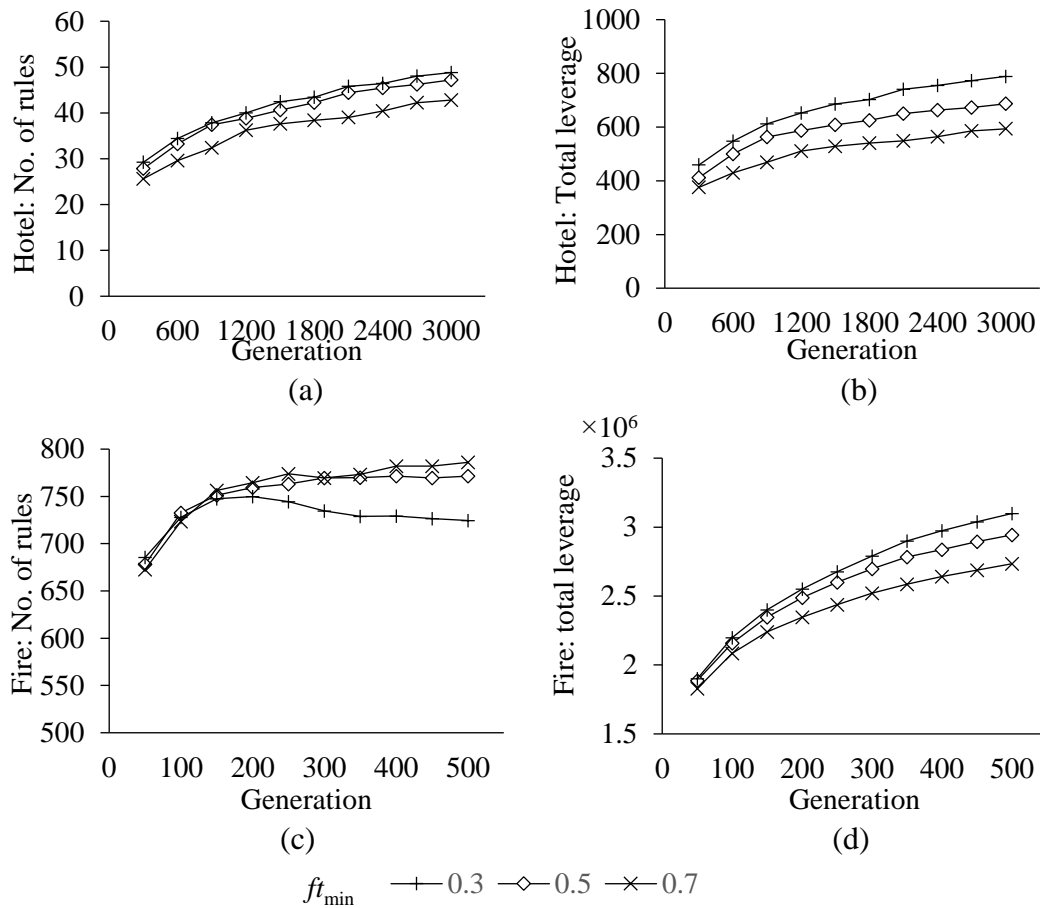 Hotel: No. of rules
60
50
40
30
20
10
0
0 600 1200 1800 2400 3000
Generation
(a)
Hotel: Total leverage
1000
800
600
400
200
0
0 600 1200 1800 2400 3000
Generation
(b)
Fire: No. of rules
800
750
700
650
600
550
500
0 100 200 300 400 500
Generation
(c)
×10⁶
Fire: total leverage
3.5
3
2.5
2
1.5
0 100 200 300 400 500
Generation
(d)
ft_min 0.3 0.5 0.7